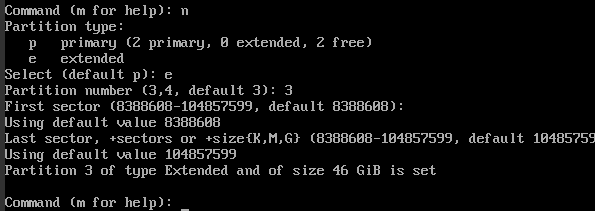 Command (m for help): n
Partition type:
   p   primary (2 primary, 0 extended, 2 free)
   e   extended
Select (default p): e
Partition number (3,4, default 3): 3
First sector (8388608-104857599, default 8388608):
Using default value 8388608
Last sector, +sectors or +size{K,M,G} (8388608-104857599, default 10485759
Using default value 104857599
Partition 3 of type Extended and of size 46 GiB is set
Command (m for help):